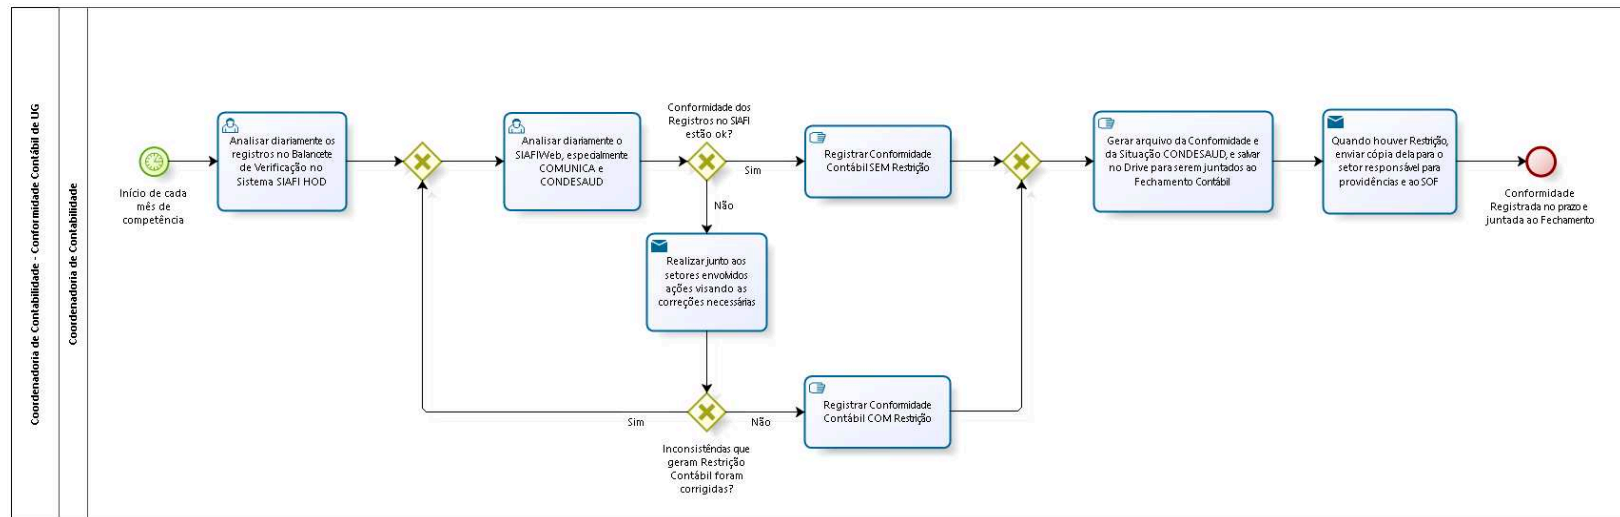 Coordenadoria de Contabilidade - Conformidade Contábil de UG
Coordenadoria de Contabilidade
Início de cada
mês de
competência
Analisar diariamente os
registros no Balancete
de Verificação no
Sistema SIAFI HOD
Analisar diariamente o
SIAFIWeb, especialmente
COMUNICA e
CONDESAUD
Conformidade dos
Registros no SIAFI
estão ok?
Sim
Não
Realizar junto aos
setores envolvidos
ações visando as
correções necessárias
Sim
Não
Inconsistências que
geram Restrição
Contábil foram
corrigidas?
Registrar Conformidade
Contábil SEM Restrição
Registrar Conformidade
Contábil COM Restrição
Gerar arquivo da Conformidade e
da Situação CONDESAUD, e salvar
no Drive para serem juntados ao
Fechamento Contábil
Quando houver Restrição,
enviar cópia dela para o
setor responsável para
providências e ao SOF
Conformidade
Registrada no prazo e
juntada ao Fechamento